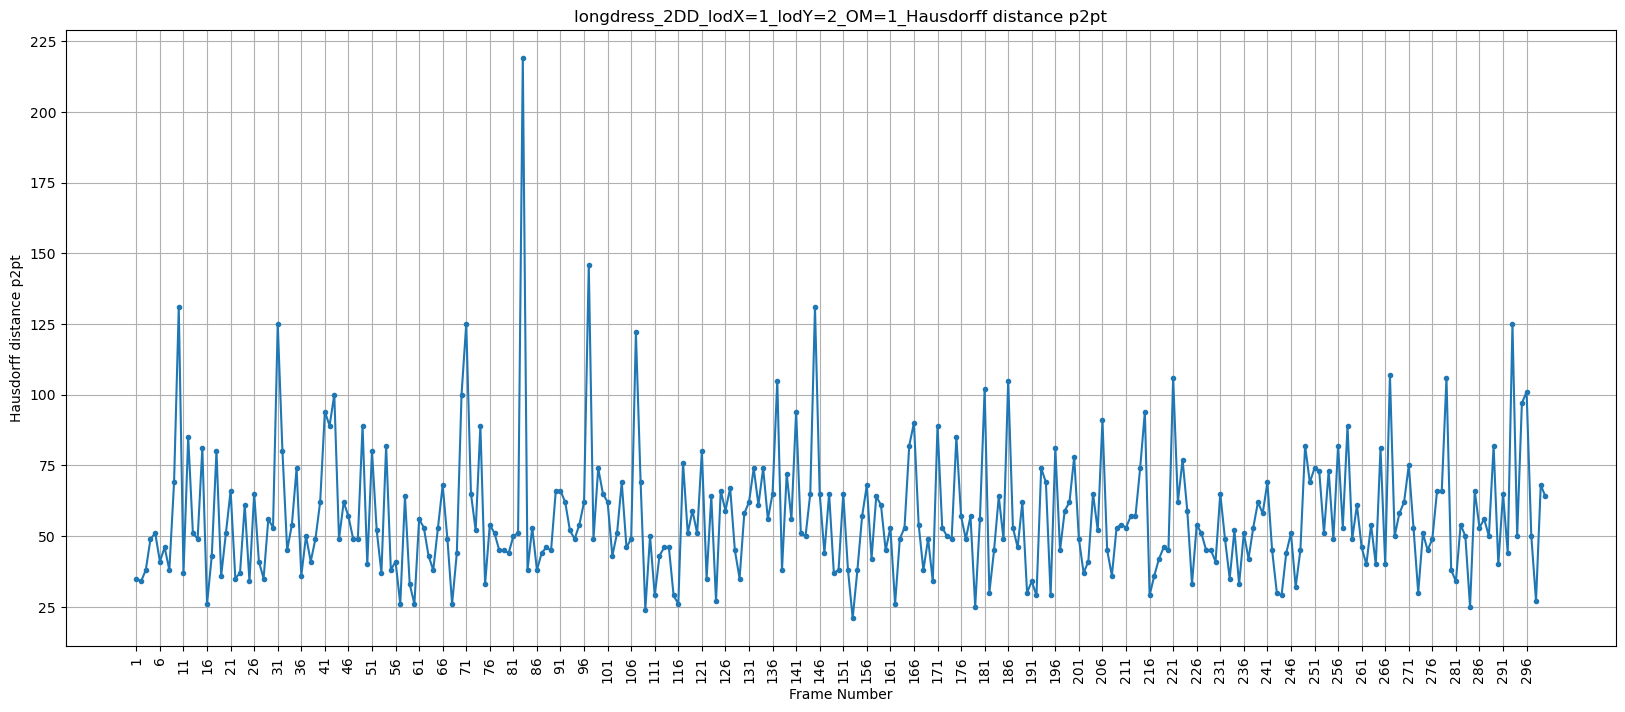 longdress_2DD_lodX=1_lodY=2_OM=1_Hausdorff distance p2pt
225
200
175
150
125
100
75
50
25
Hausdorff distance p2pt
1 6 11 16 21 26 31 36 41 46 51 56 61 66 71 76 81 86 91 96 101 106 111 116 121 126 131 136 141 146 151 156 161 166 171 176 181 186 191 196 201 206 211 216 221 226 231 236 241 246 251 256 261 266 271 276 281 286 291 296
Frame Number